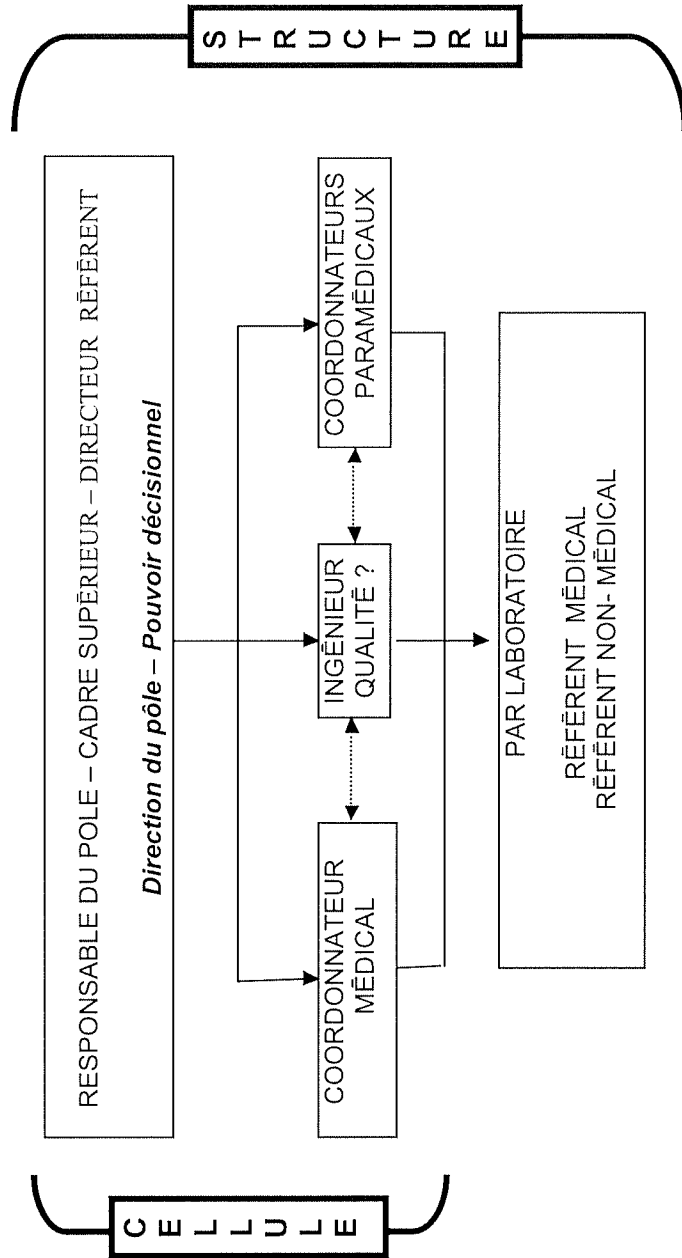 RESPONSABLE DU POLE – CADRE SUPÉRIEUR – DIRECTEUR RÉFÉRENT
Direction du pôle – Pouvoir décisionnel
CELLULE
COORDONNATEUR
MÉDICAL
INGÉNIEUR
QUALITÉ ?
COORDONNATEURS
PARAMÉDICAUX
PAR LABORATOIRE
RÉFÉRENT MÉDICAL
RÉFÉRENT NON- MÉDICAL
STRUCTURE